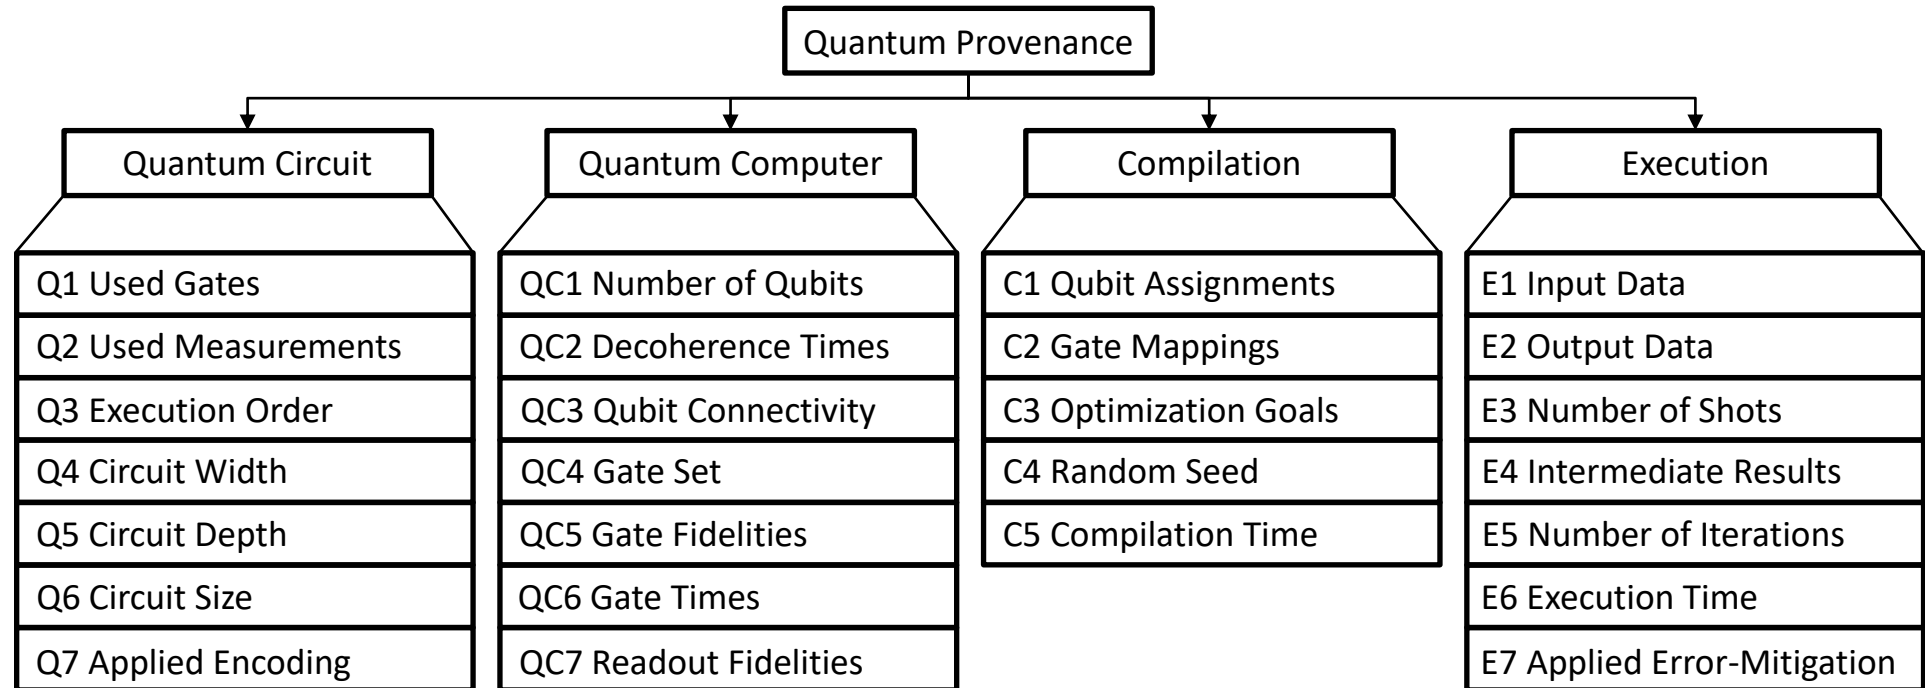 Quantum Provenance
Quantum Circuit
Q1 Used Gates
Q2 Used Measurements
Q3 Execution Order
Q4 Circuit Width
Q5 Circuit Depth
Q6 Circuit Size
Q7 Applied Encoding
Quantum Computer
QC1 Number of Qubits
QC2 Decoherence Times
QC3 Qubit Connectivity
QC4 Gate Set
QC5 Gate Fidelities
QC6 Gate Times
QC7 Readout Fidelities
Compilation
C1 Qubit Assignments
C2 Gate Mappings
C3 Optimization Goals
C4 Random Seed
C5 Compilation Time
Execution
E1 Input Data
E2 Output Data
E3 Number of Shots
E4 Intermediate Results
E5 Number of Iterations
E6 Execution Time
E7 Applied Error-Mitigation